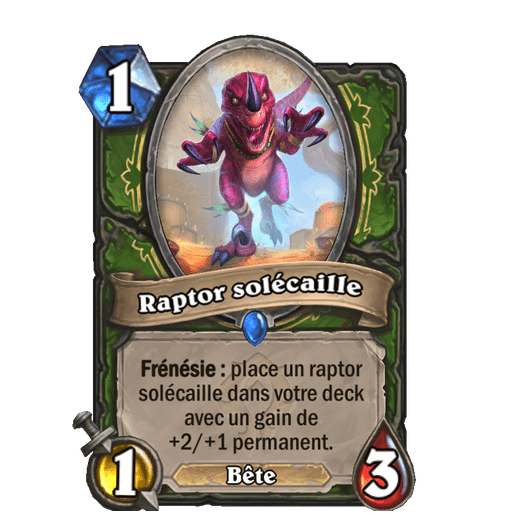 1
Raptor solécaille
Frénésie : place un raptor
solécaille dans votre deck
avec un gain de
+2/+1 permanent.
1
Bête
3